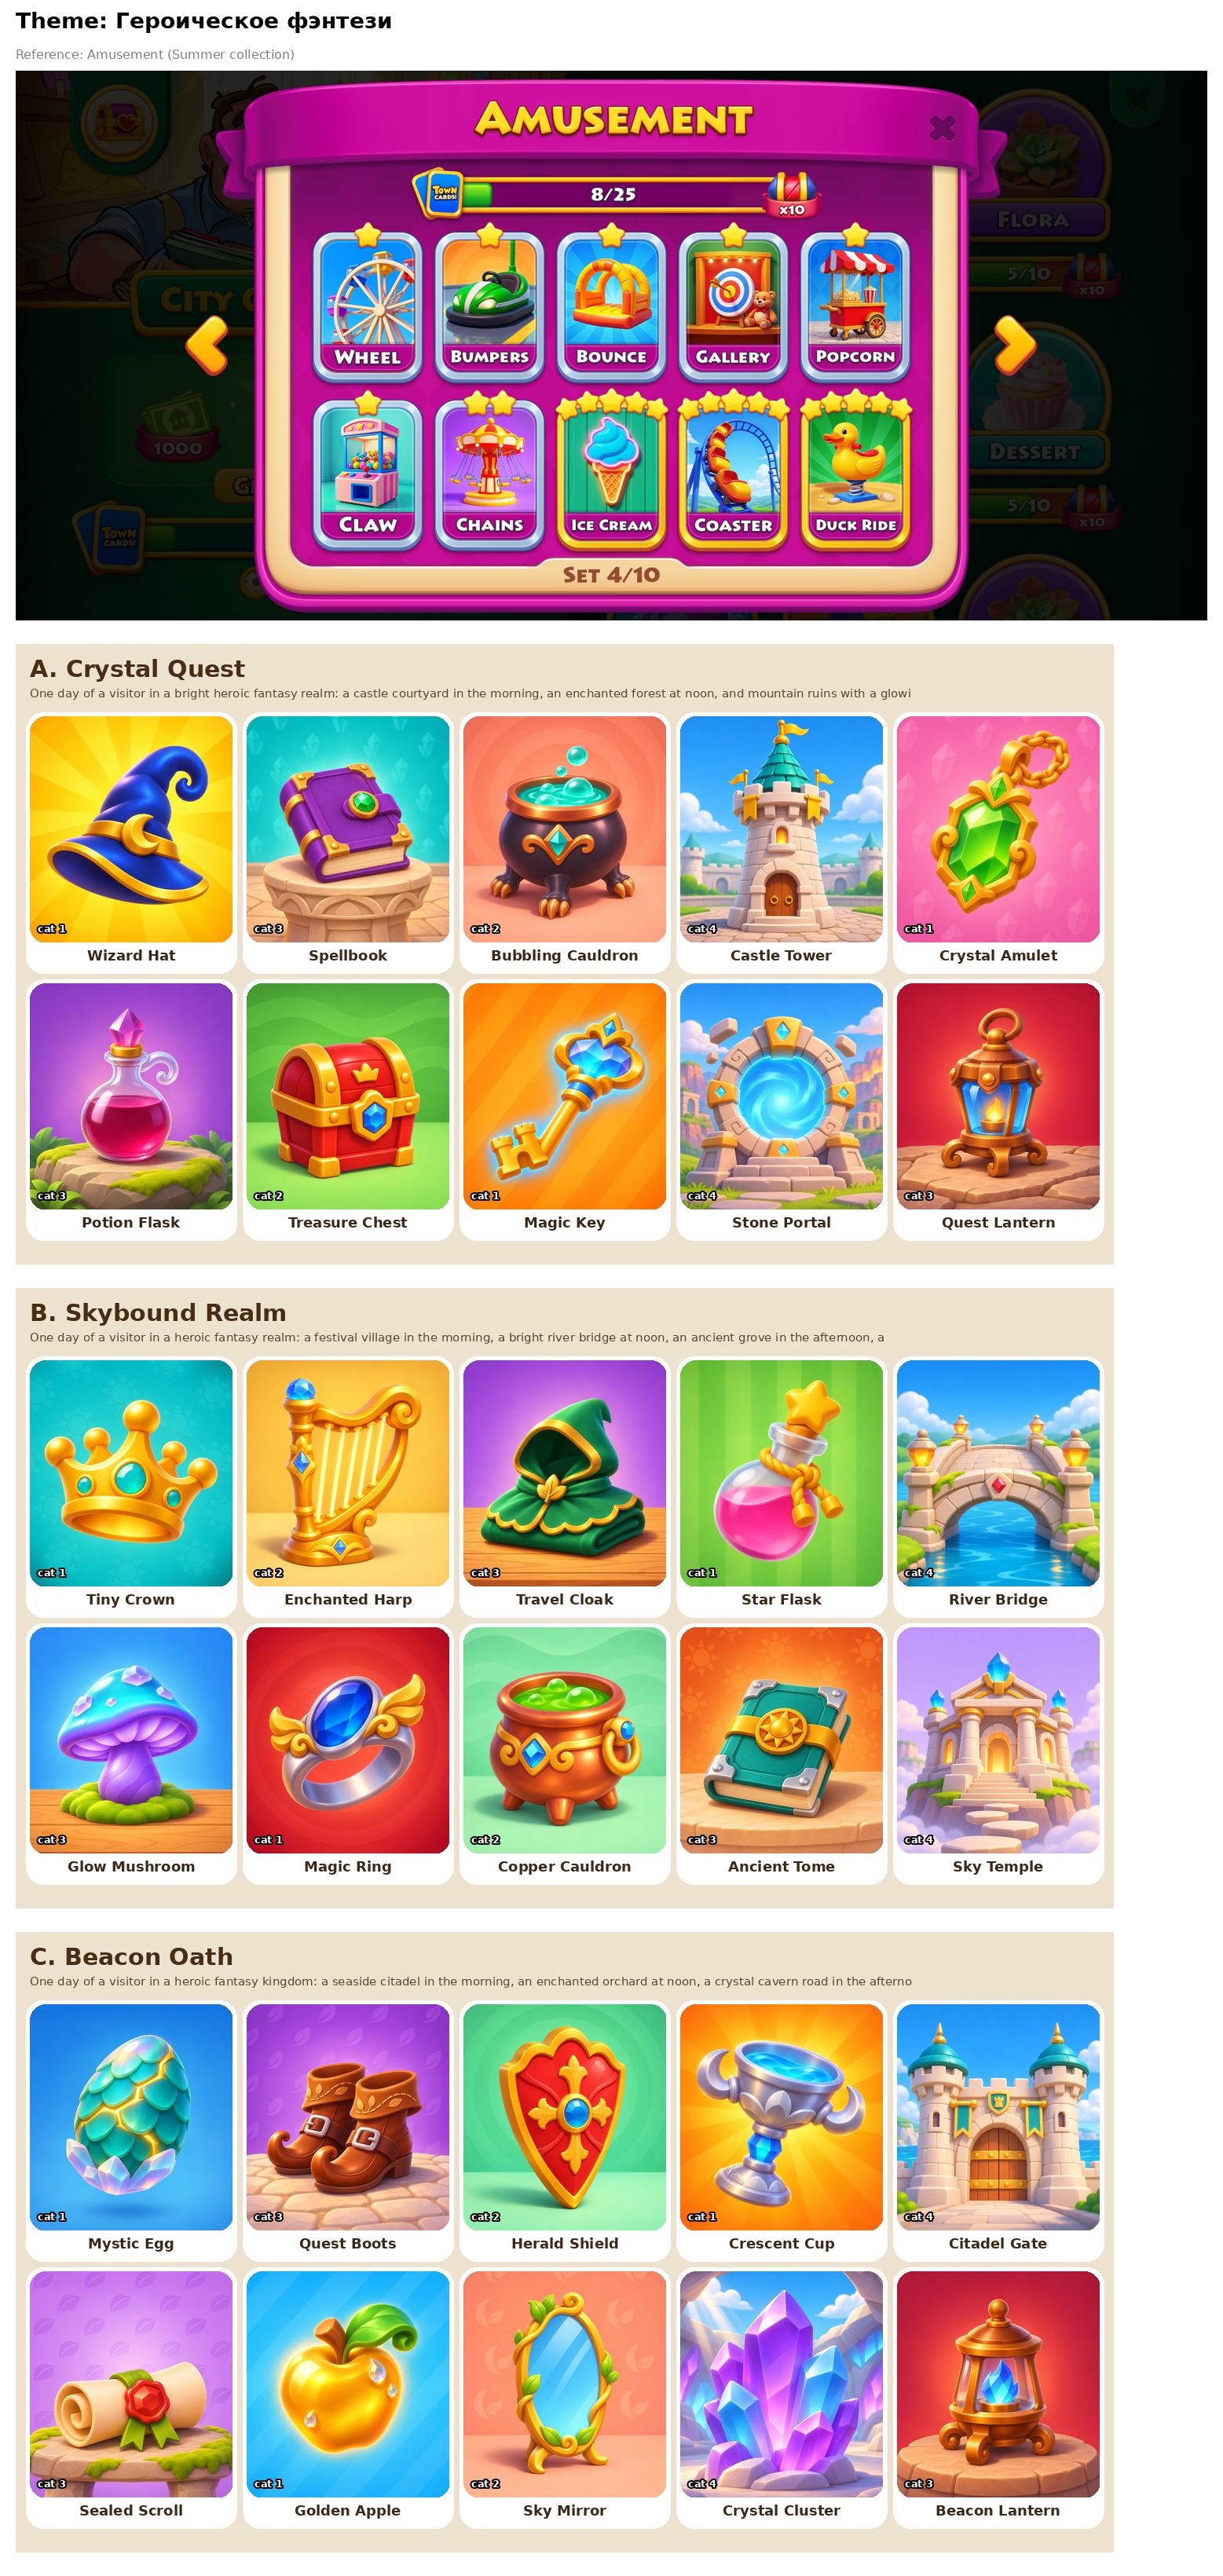 Theme: Героическое фэнтези
Reference: Amusement (Summer collection)
AMUSEMENT
TOWN CARDS!
8/25
x10
WHEEL
BUMPERS
BOUNCE
GALLERY
POPCORN
CLAW
CHAINS
ICE CREAM
COASTER
DUCK RIDE
SET 4/10
CITY
1000
TOWN CARDS!
FLORA
5/10
x10
DESSERT
5/10
x10
A. Crystal Quest
One day of a visitor in a bright heroic fantasy realm: a castle courtyard in the morning, an enchanted forest at noon, and mountain ruins with a glowi
cat 1
cat 3
cat 2
cat 4
cat 1
Wizard Hat
Spellbook
Bubbling Cauldron
Castle Tower
Crystal Amulet
cat 3
cat 2
cat 1
cat 4
cat 3
Potion Flask
Treasure Chest
Magic Key
Stone Portal
Quest Lantern
B. Skybound Realm
One day of a visitor in a heroic fantasy realm: a festival village in the morning, a bright river bridge at noon, an ancient grove in the afternoon, a
cat 1
cat 2
cat 3
cat 1
cat 4
Tiny Crown
Enchanted Harp
Travel Cloak
Star Flask
River Bridge
cat 3
cat 1
cat 2
cat 3
cat 4
Glow Mushroom
Magic Ring
Copper Cauldron
Ancient Tome
Sky Temple
C. Beacon Oath
One day of a visitor in a heroic fantasy kingdom: a seaside citadel in the morning, an enchanted orchard at noon, a crystal cavern road in the afterno
cat 1
cat 3
cat 2
cat 1
cat 4
Mystic Egg
Quest Boots
Herald Shield
Crescent Cup
Citadel Gate
cat 3
cat 1
cat 2
cat 4
cat 3
Sealed Scroll
Golden Apple
Sky Mirror
Crystal Cluster
Beacon Lantern